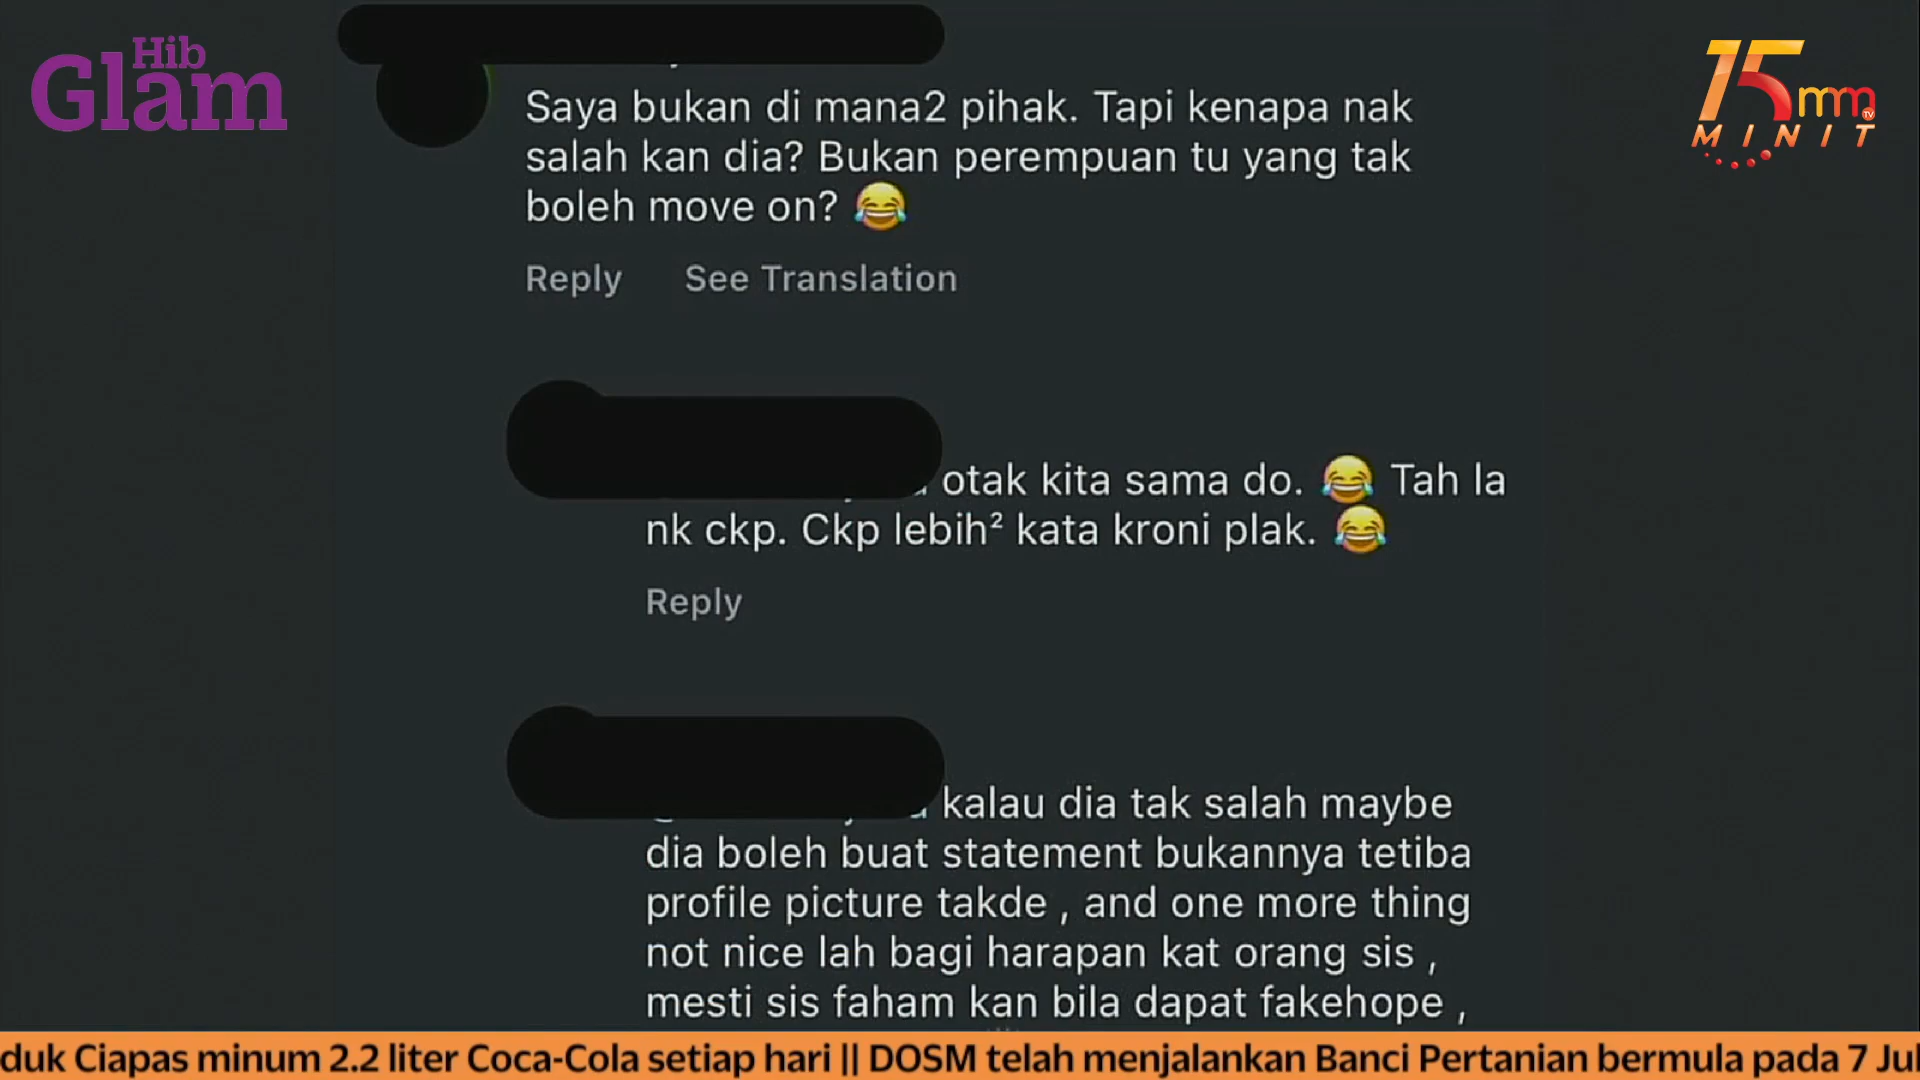 Hib
Glam
15
mm
TV
MINIT
Saya bukan di mana2 pihak. Tapi kenapa nak
salah kan dia? Bukan perempuan tu yang tak
boleh move on? 😂
Reply See Translation
otak kita sama do. 😂 Tah la
nk ckp. Ckp lebih² kata kroni plak. 😂
Reply
kalau dia tak salah maybe
dia boleh buat statement bukannya tetiba
profile picture takde , and one more thing
not nice lah bagi harapan kat orang sis ,
mesti sis faham kan bila dapat fakehope ,
duk Ciapas minum 2.2 liter Coca-Cola setiap hari || DOSM telah menjalankan Banci Pertanian bermula pada 7 Jul